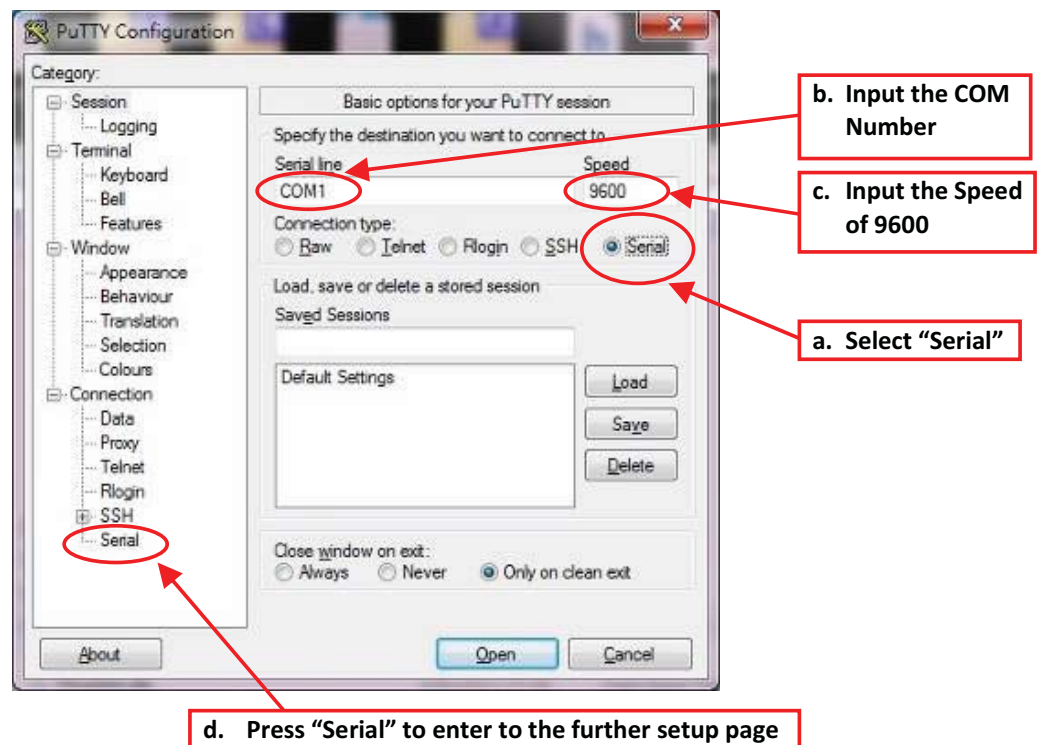 PuTTY Configuration
Category:
Session
Logging
Terminal
Keyboard
Bell
Features
Window
Appearance
Behaviour
Translation
Selection
Colours
Connection
Data
Proxy
Telnet
Rlogin
SSH
Serial
Basic options for your PuTTY session
Specify the destination you want to connect to
Serial line Speed
COM1 9600
Connection type:
Raw Telnet Rlogin SSH Serial
Load, save or delete a stored session
Saved Sessions
Default Settings
Load
Save
Delete
Close window on exit:
Always Never Only on clean exit
About Open Cancel
b. Input the COM
Number
c. Input the Speed
of 9600
a. Select “Serial”
d. Press “Serial” to enter to the further setup page